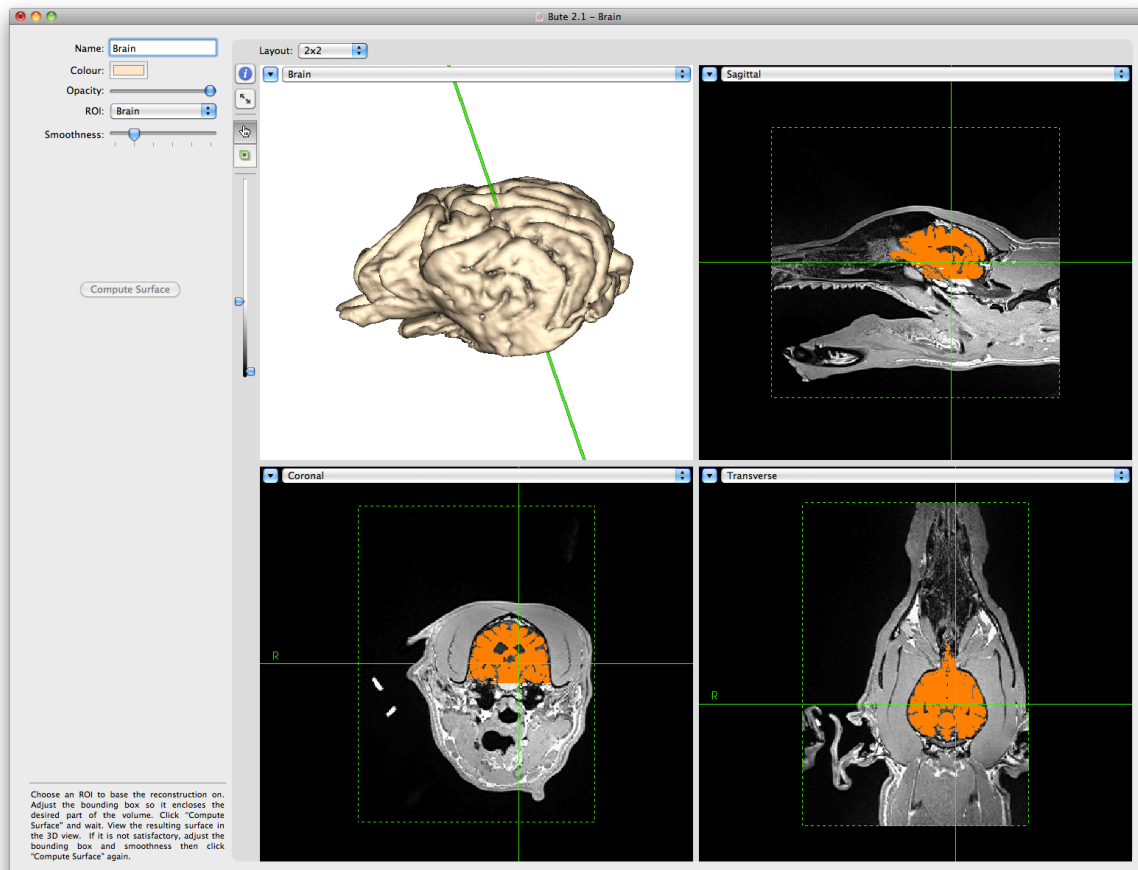 Bute 2.1 – Brain
Name: Brain
Colour:
Opacity:
ROI: Brain
Smoothness:
Compute Surface
Choose an ROI to base the reconstruction on.
Adjust the bounding box so it encloses the
desired part of the volume. Click "Compute
Surface" and wait. View the resulting surface in
the 3D view. If it is not satisfactory, adjust the
bounding box and smoothness then click
"Compute Surface" again.
Layout: 2x2
Brain
Sagittal
Coronal
R
Transverse
R